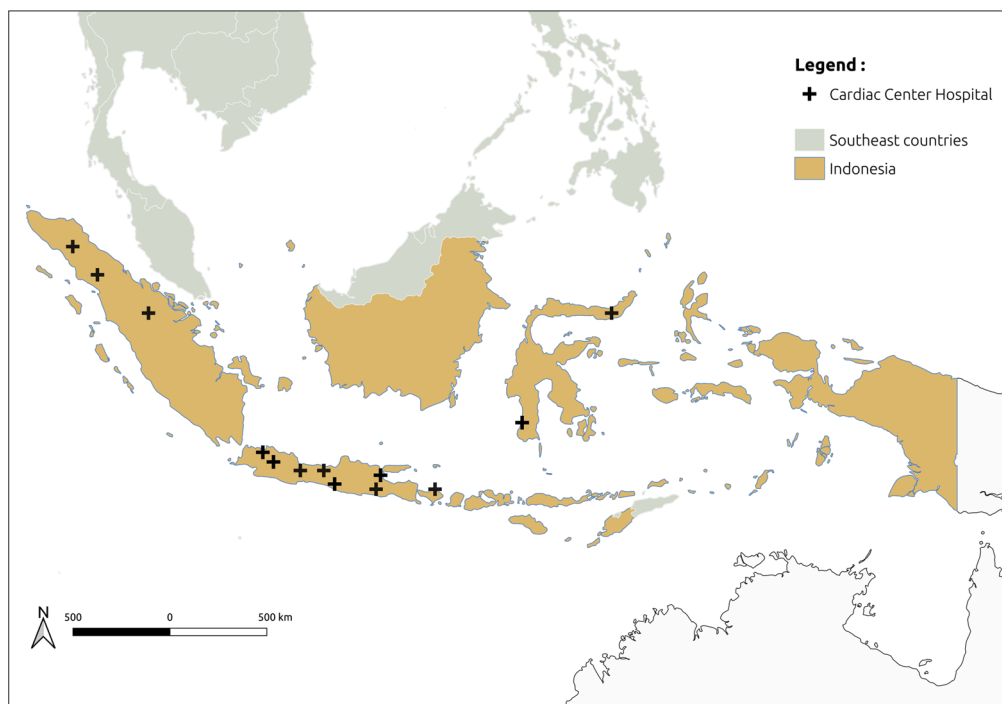 Legend :
Cardiac Center Hospital
Southeast countries
Indonesia
N
500 0 500 km